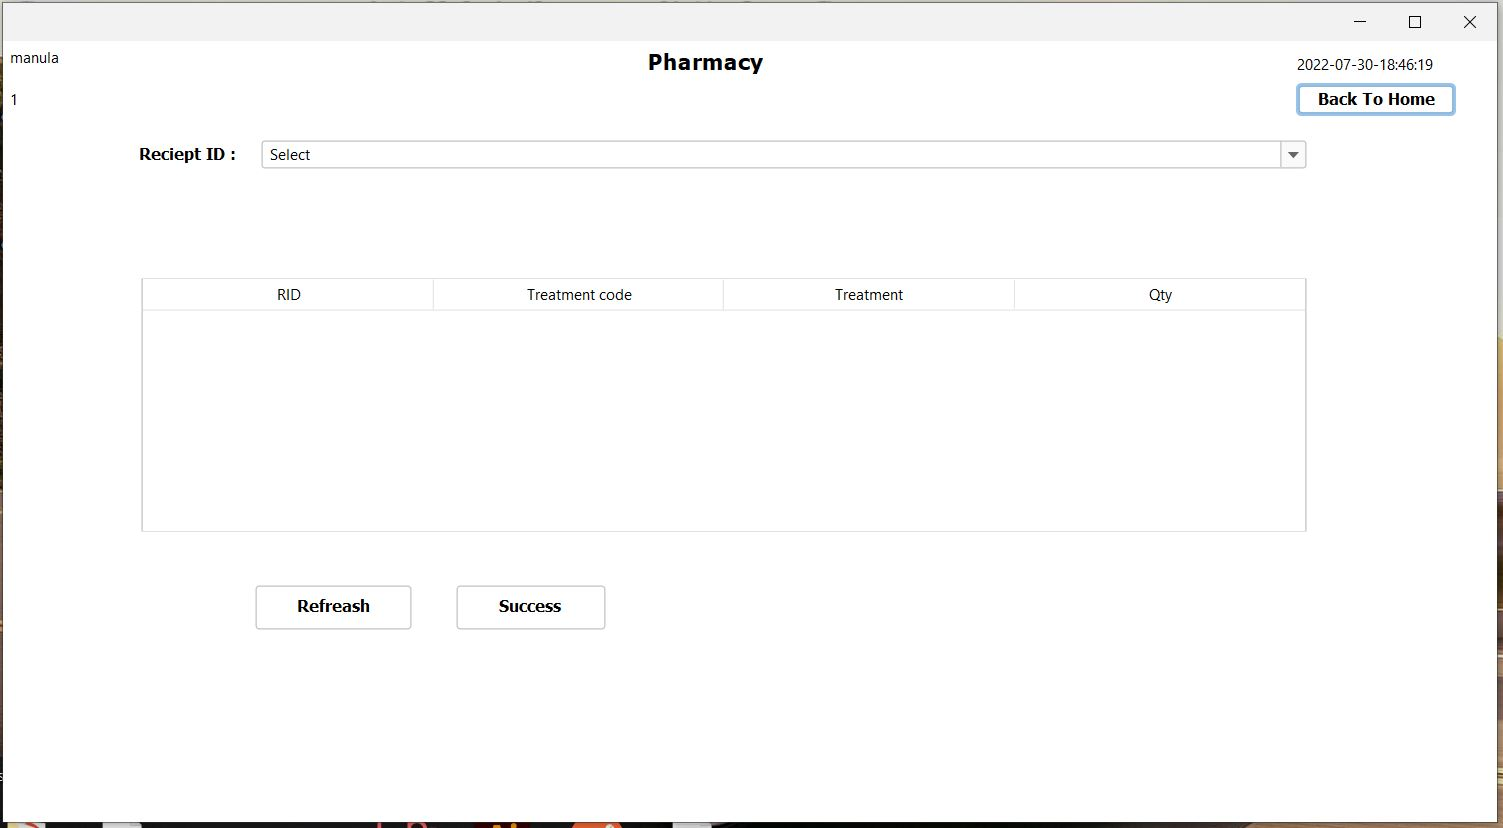 manula
Pharmacy
2022-07-30-18:46:19
1
Back To Home
Reciept ID :
Select
RID
Treatment code
Treatment
Qty
Refreash
Success